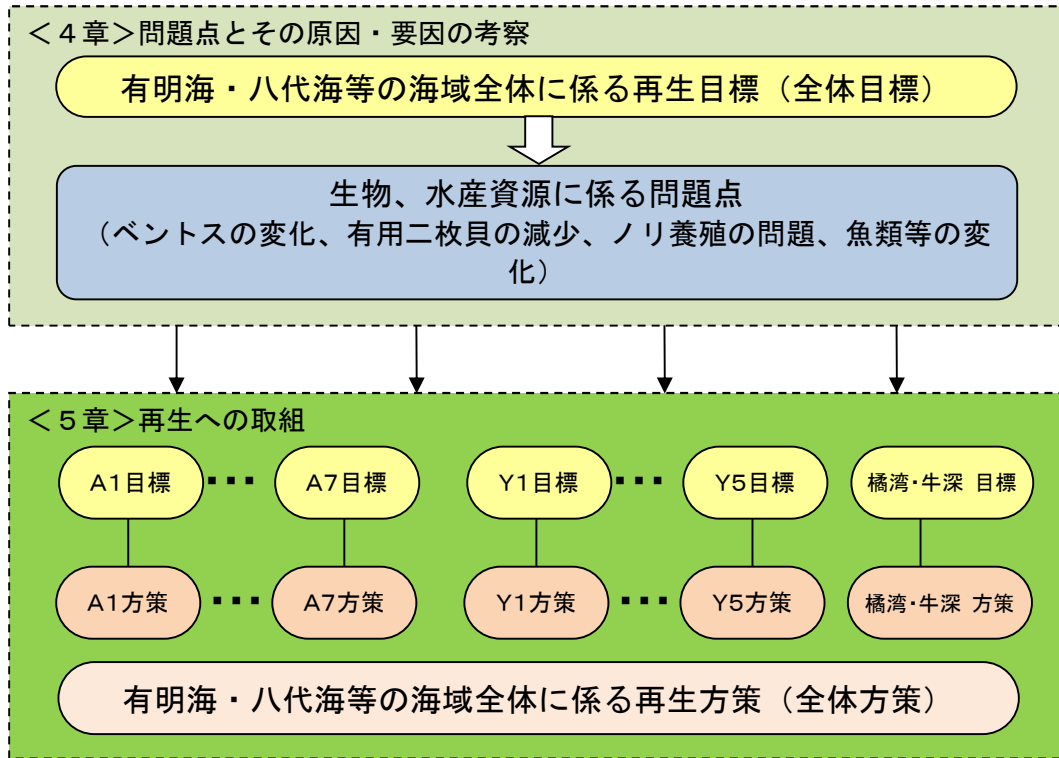 ＜４章＞問題点とその原因・要因の考察
有明海・八代海等の海域全体に係る再生目標（全体目標）
生物、水産資源に係る問題点
（ベントスの変化、有用二枚貝の減少、ノリ養殖の問題、魚類等の変
化）
＜５章＞再生への取組
A1目標 ･･･ A7目標 Y1目標 ･･･ Y5目標 橘湾・牛深 目標
A1方策 ･･･ A7方策 Y1方策 ･･･ Y5方策 橘湾・牛深 方策
有明海・八代海等の海域全体に係る再生方策（全体方策）